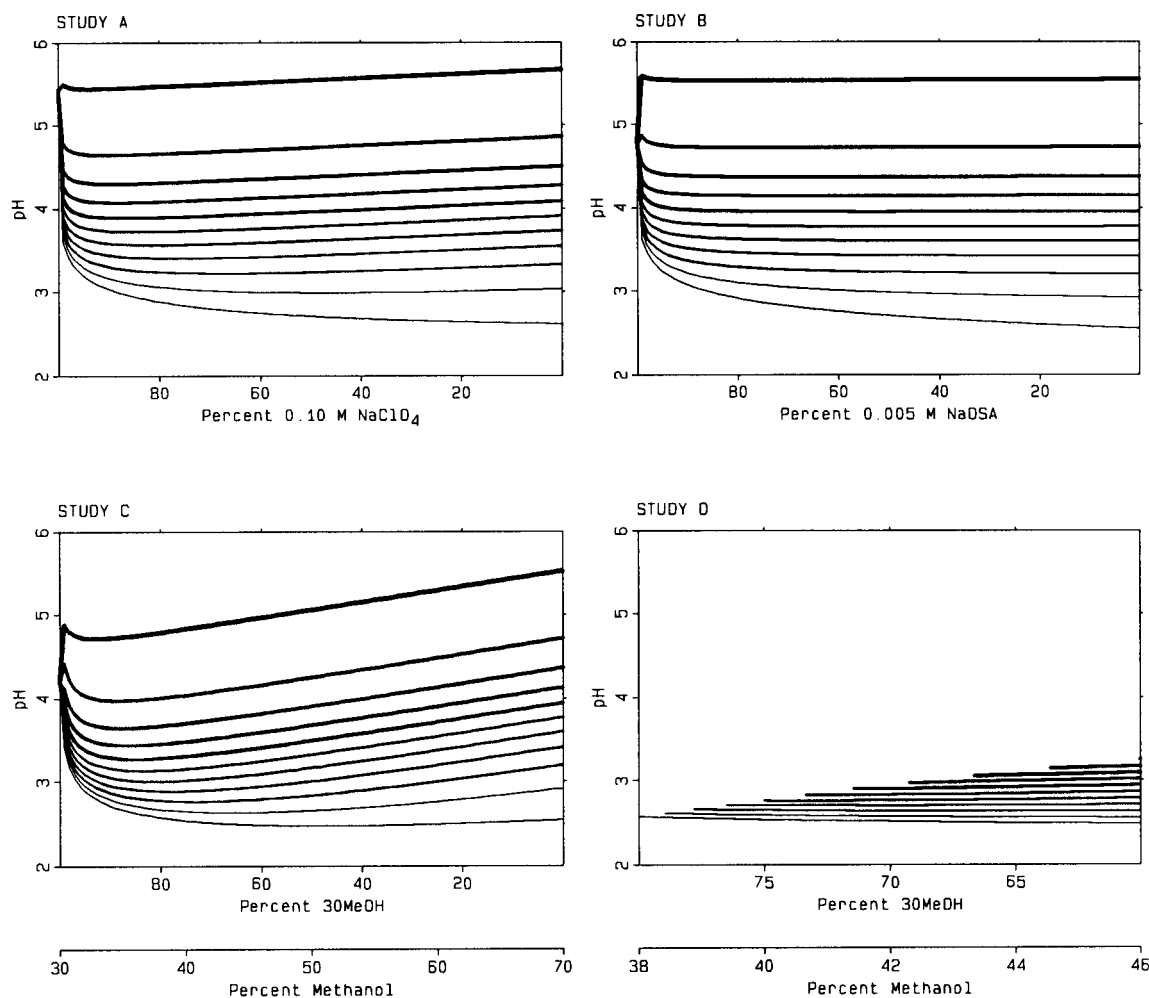 STUDY A
6
5
4
3
2
pH
80 60 40 20
Percent 0.10 M NaClO4
STUDY B
6
5
4
3
2
pH
80 60 40 20
Percent 0.005 M NaDSA
STUDY C
6
5
4
3
2
pH
80 60 40 20
Percent 30MeOH
30 40 50 60 70
Percent Methanol
STUDY D
6
5
4
3
2
pH
75 70 65
Percent 30MeOH
38 40 42 44 46
Percent Methanol